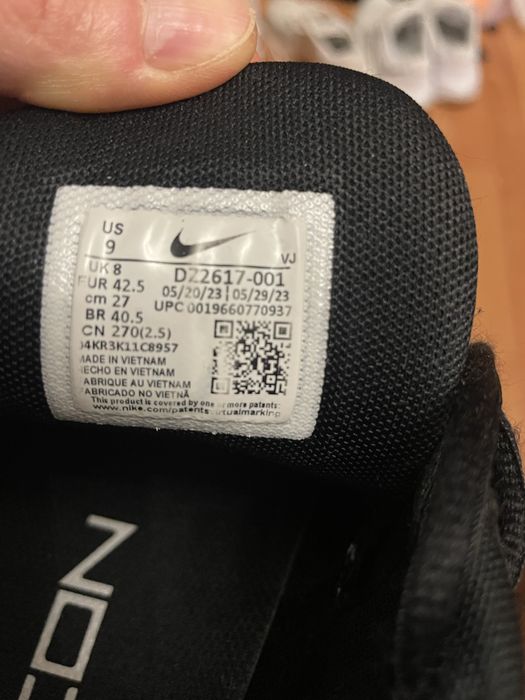 US
9
VJ
UK 8
DZ2617-001
EUR 42.5
05/20/23 | 05/29/23
cm 27
UPC 0019660770937
BR 40.5
CN 270(2.5)
4KR3K11C8957
MADE IN VIETNAM
HECHO EN VIETNAM
FABRIQUE AU VIETNAM
FABRICADO NO VIETNÃ
This product is covered by one or more patents:
www.nike.com/patents